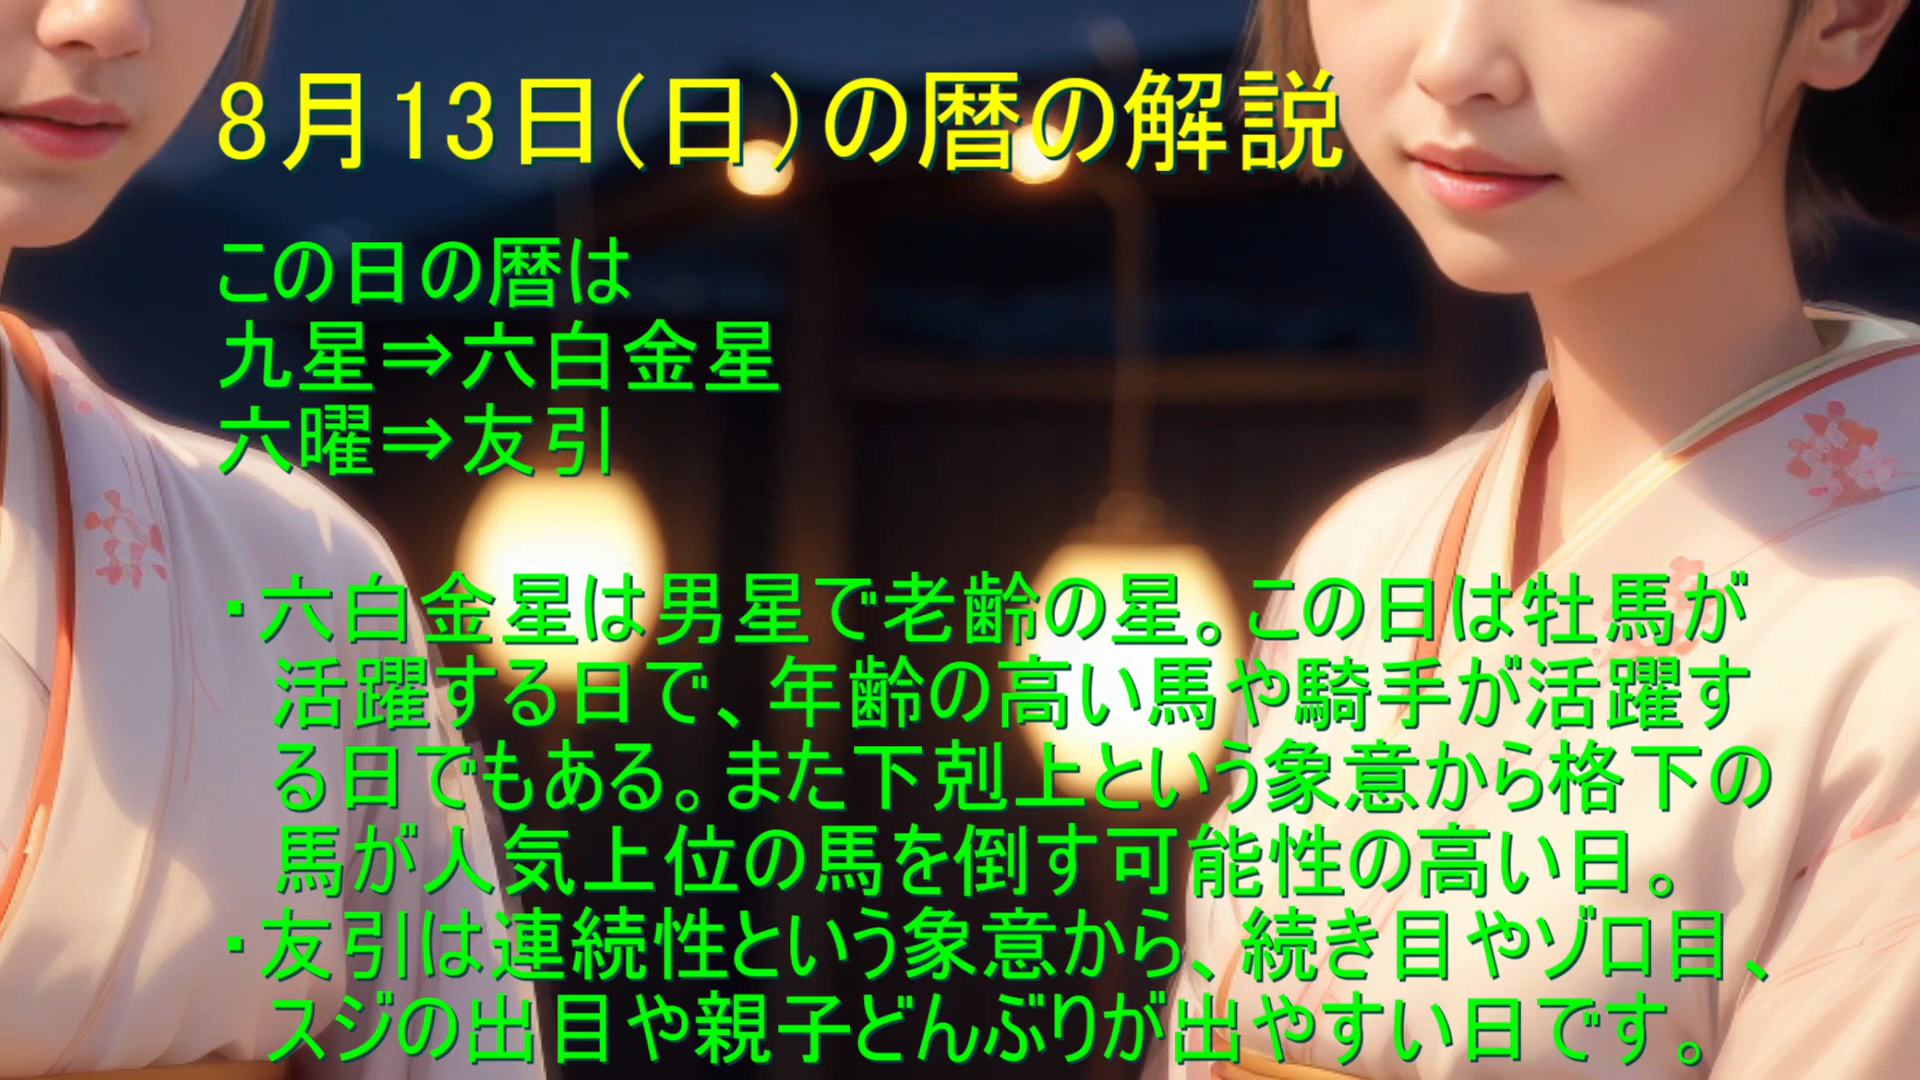 8月13日(日)の暦の解説
この日の暦は
九星⇒六白金星
六曜⇒友引
・六白金星は男星で老齢の星。この日は牡馬が
活躍する日で、年齢の高い馬や騎手が活躍す
る日でもある。また下剋上という象意から格下の
馬が人気上位の馬を倒す可能性の高い日。
・友引は連続性という象意から、続き目やゾロ目、
スジの出目や親子どんぶりが出やすい日です。